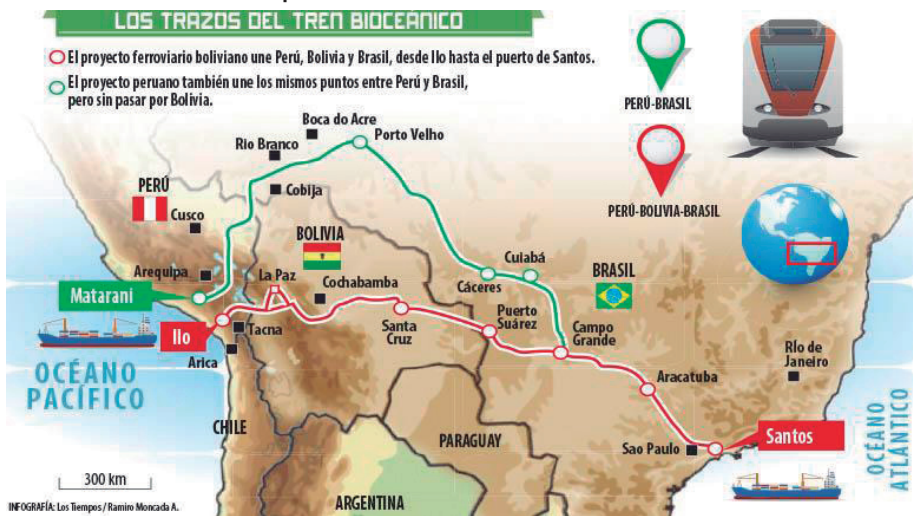 LOS TRAZOS DEL TREN BIOCEÁNICO
El proyecto ferroviario boliviano une Perú, Bolivia y Brasil, desde Ilo hasta el puerto de Santos.
El proyecto peruano también une los mismos puntos entre Perú y Brasil,
pero sin pasar por Bolivia.
PERÚ-BRASIL
PERÚ-BOLIVIA-BRASIL
Boca do Acre
Porto Velho
Rio Branco
Cobija
PERÚ
Cusco
BOLIVIA
Arequipa
La Paz
Cochabamba
Matarani
Ilo
Tacna
Arica
Santa
Cruz
Cáceres
Cuiabá
BRASIL
Puerto
Suárez
Campo
Grande
Aracatuba
RÍo de
Janeiro
OCÉANO
PACÍFICO
CHILE
PARAGUAY
Sao Paulo
Santos
OCÉANO
ATLÁNTICO
300 km
ARGENTINA
INFOGRAFÍA: Los Tiempos / Ramiro Moncada A.